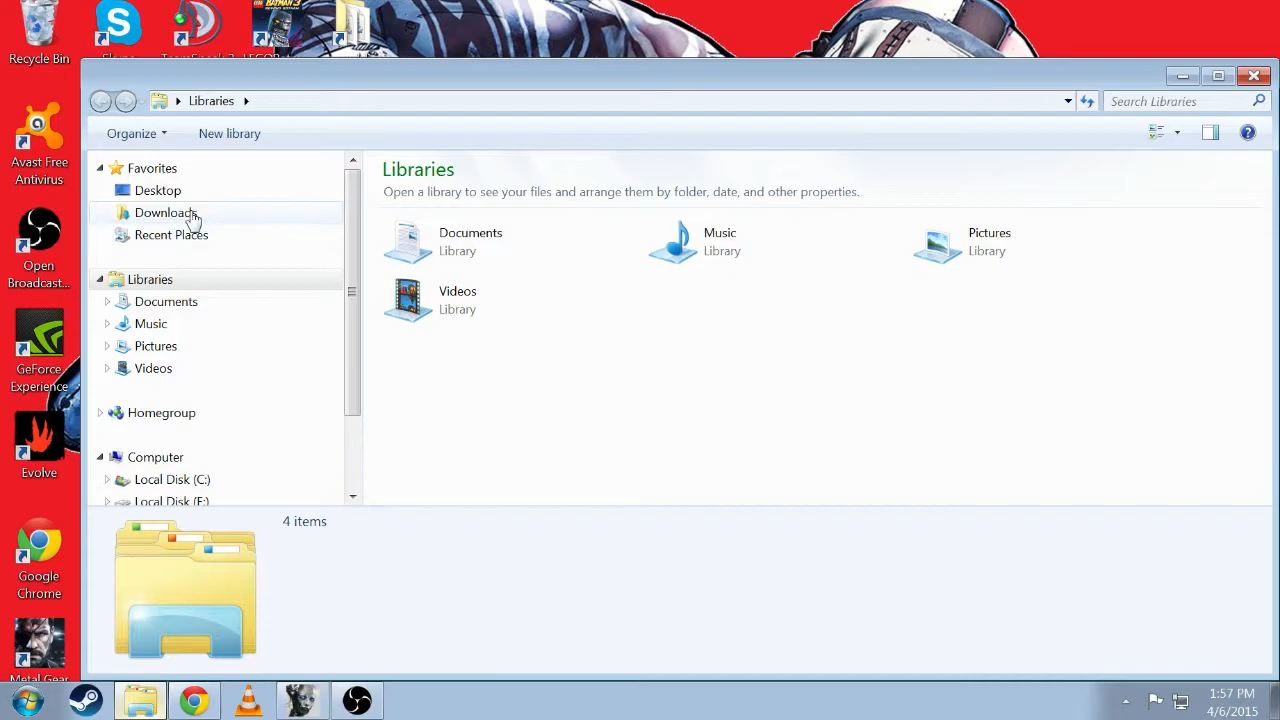 Recycle Bin
Avast Free
Antivirus
Open
Broadcast...
GeForce
Experience
Evolve
Google
Chrome
Libraries
Search Libraries
Organize
New library
Favorites
Desktop
Downloads
Recent Places
Libraries
Documents
Music
Pictures
Videos
Homegroup
Computer
Local Disk (C:)
Local Disk (E:)
Libraries
Open a library to see your files and arrange them by folder, date, and other properties.
Documents
Library
Music
Library
Pictures
Library
Videos
Library
4 items
1:57 PM
4/6/2015